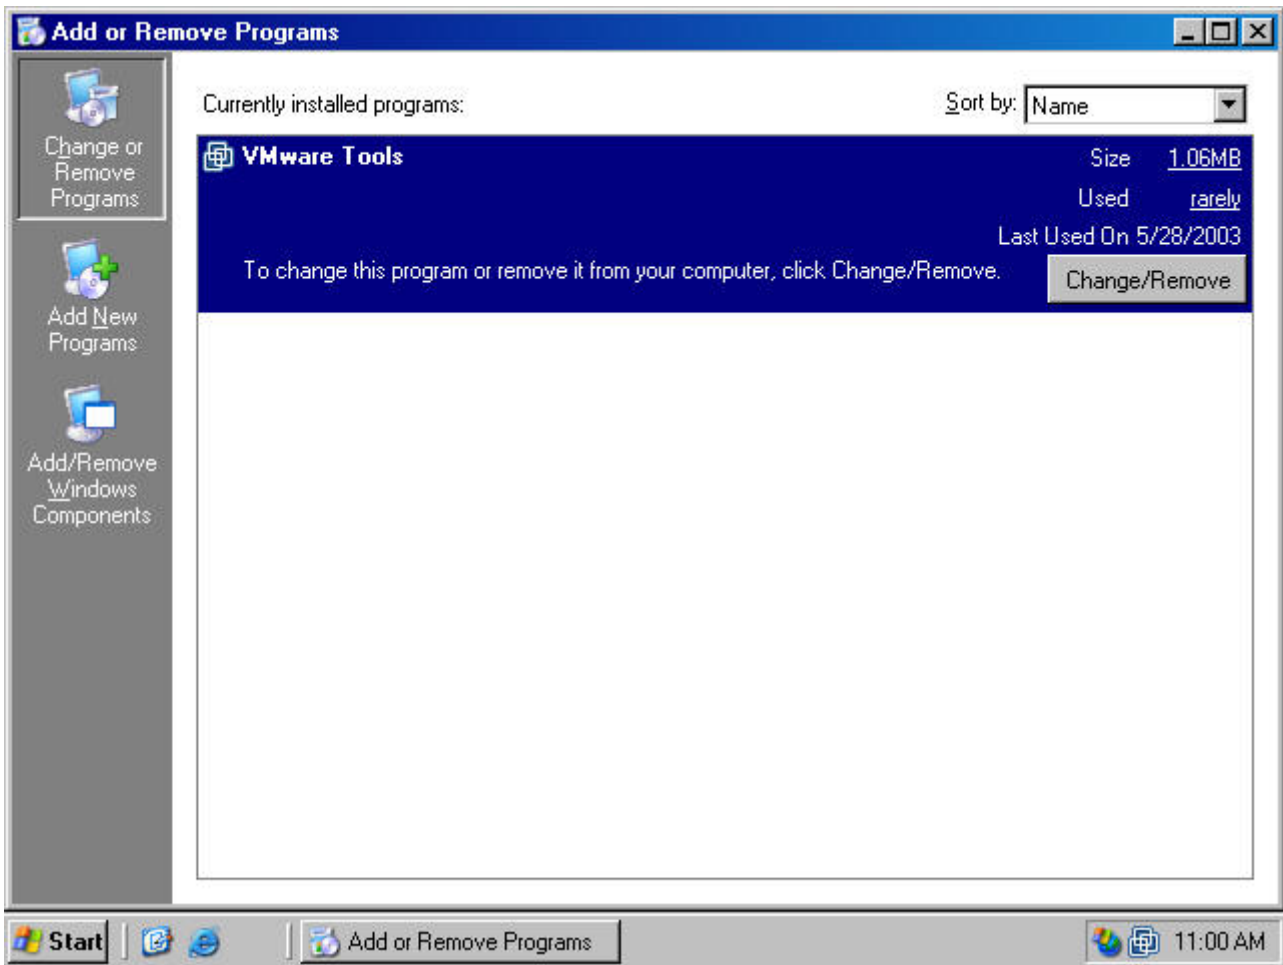 Add or Remove Programs
Change or
Remove
Programs
Add New
Programs
Add/Remove
Windows
Components
Currently installed programs:
Sort by: Name
VMware Tools
Size 1.06MB
Used rarely
Last Used On 5/28/2003
To change this program or remove it from your computer, click Change/Remove.
Change/Remove
Start
Add or Remove Programs
11:00 AM